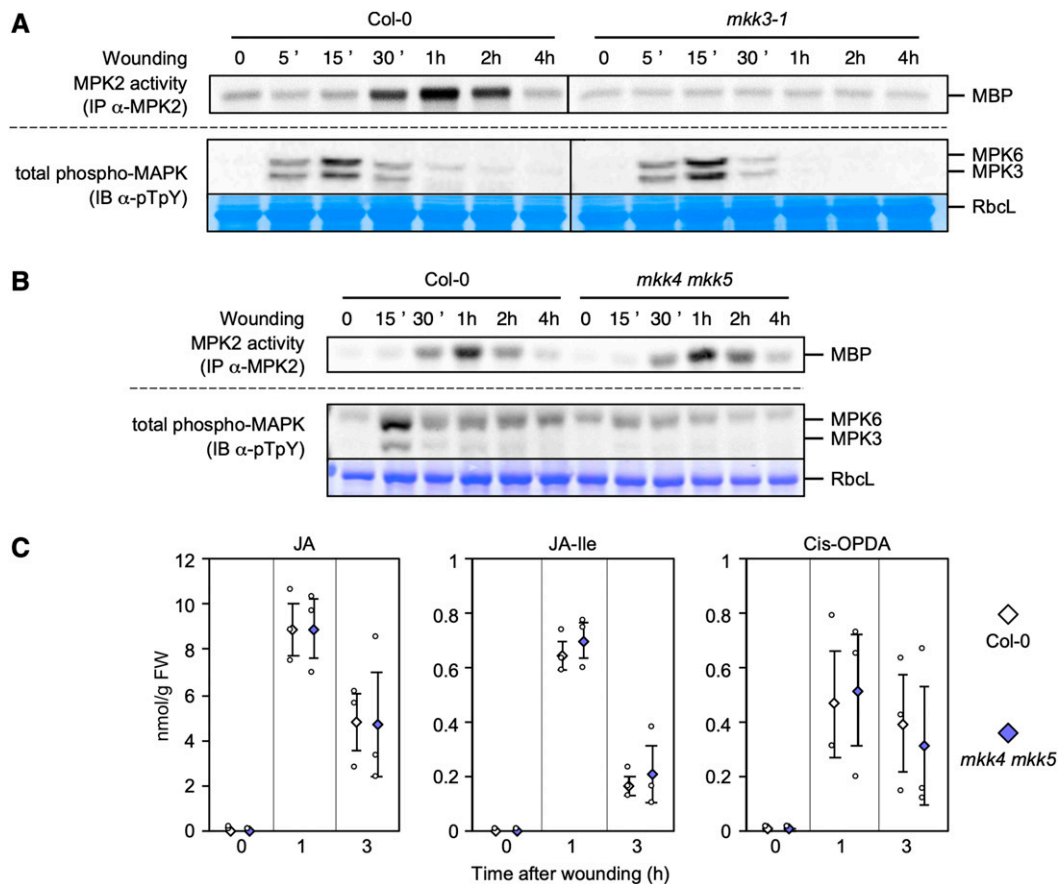 A
Col-0 mkk3-1
Wounding 0 5 ' 15 ' 30 ' 1h 2h 4h 0 5 ' 15 ' 30 ' 1h 2h 4h
MPK2 activity
(IP α-MPK2)
MBP
total phospho-MAPK
(IB α-pTpY)
MPK6
MPK3
RbcL
B
Col-0 mkk4 mkk5
Wounding 0 15 ' 30 ' 1h 2h 4h 0 15 ' 30 ' 1h 2h 4h
MPK2 activity
(IP α-MPK2)
MBP
total phospho-MAPK
(IB α-pTpY)
MPK6
MPK3
RbcL
C
JA JA-Ile Cis-OPDA
nmol/g FW
12 10 8 6 4 2 0
1 0.8 0.6 0.4 0.2 0
1 0.8 0.6 0.4 0.2 0
0 1 3 0 1 3 0 1 3
Time after wounding (h)
Col-0
mkk4 mkk5